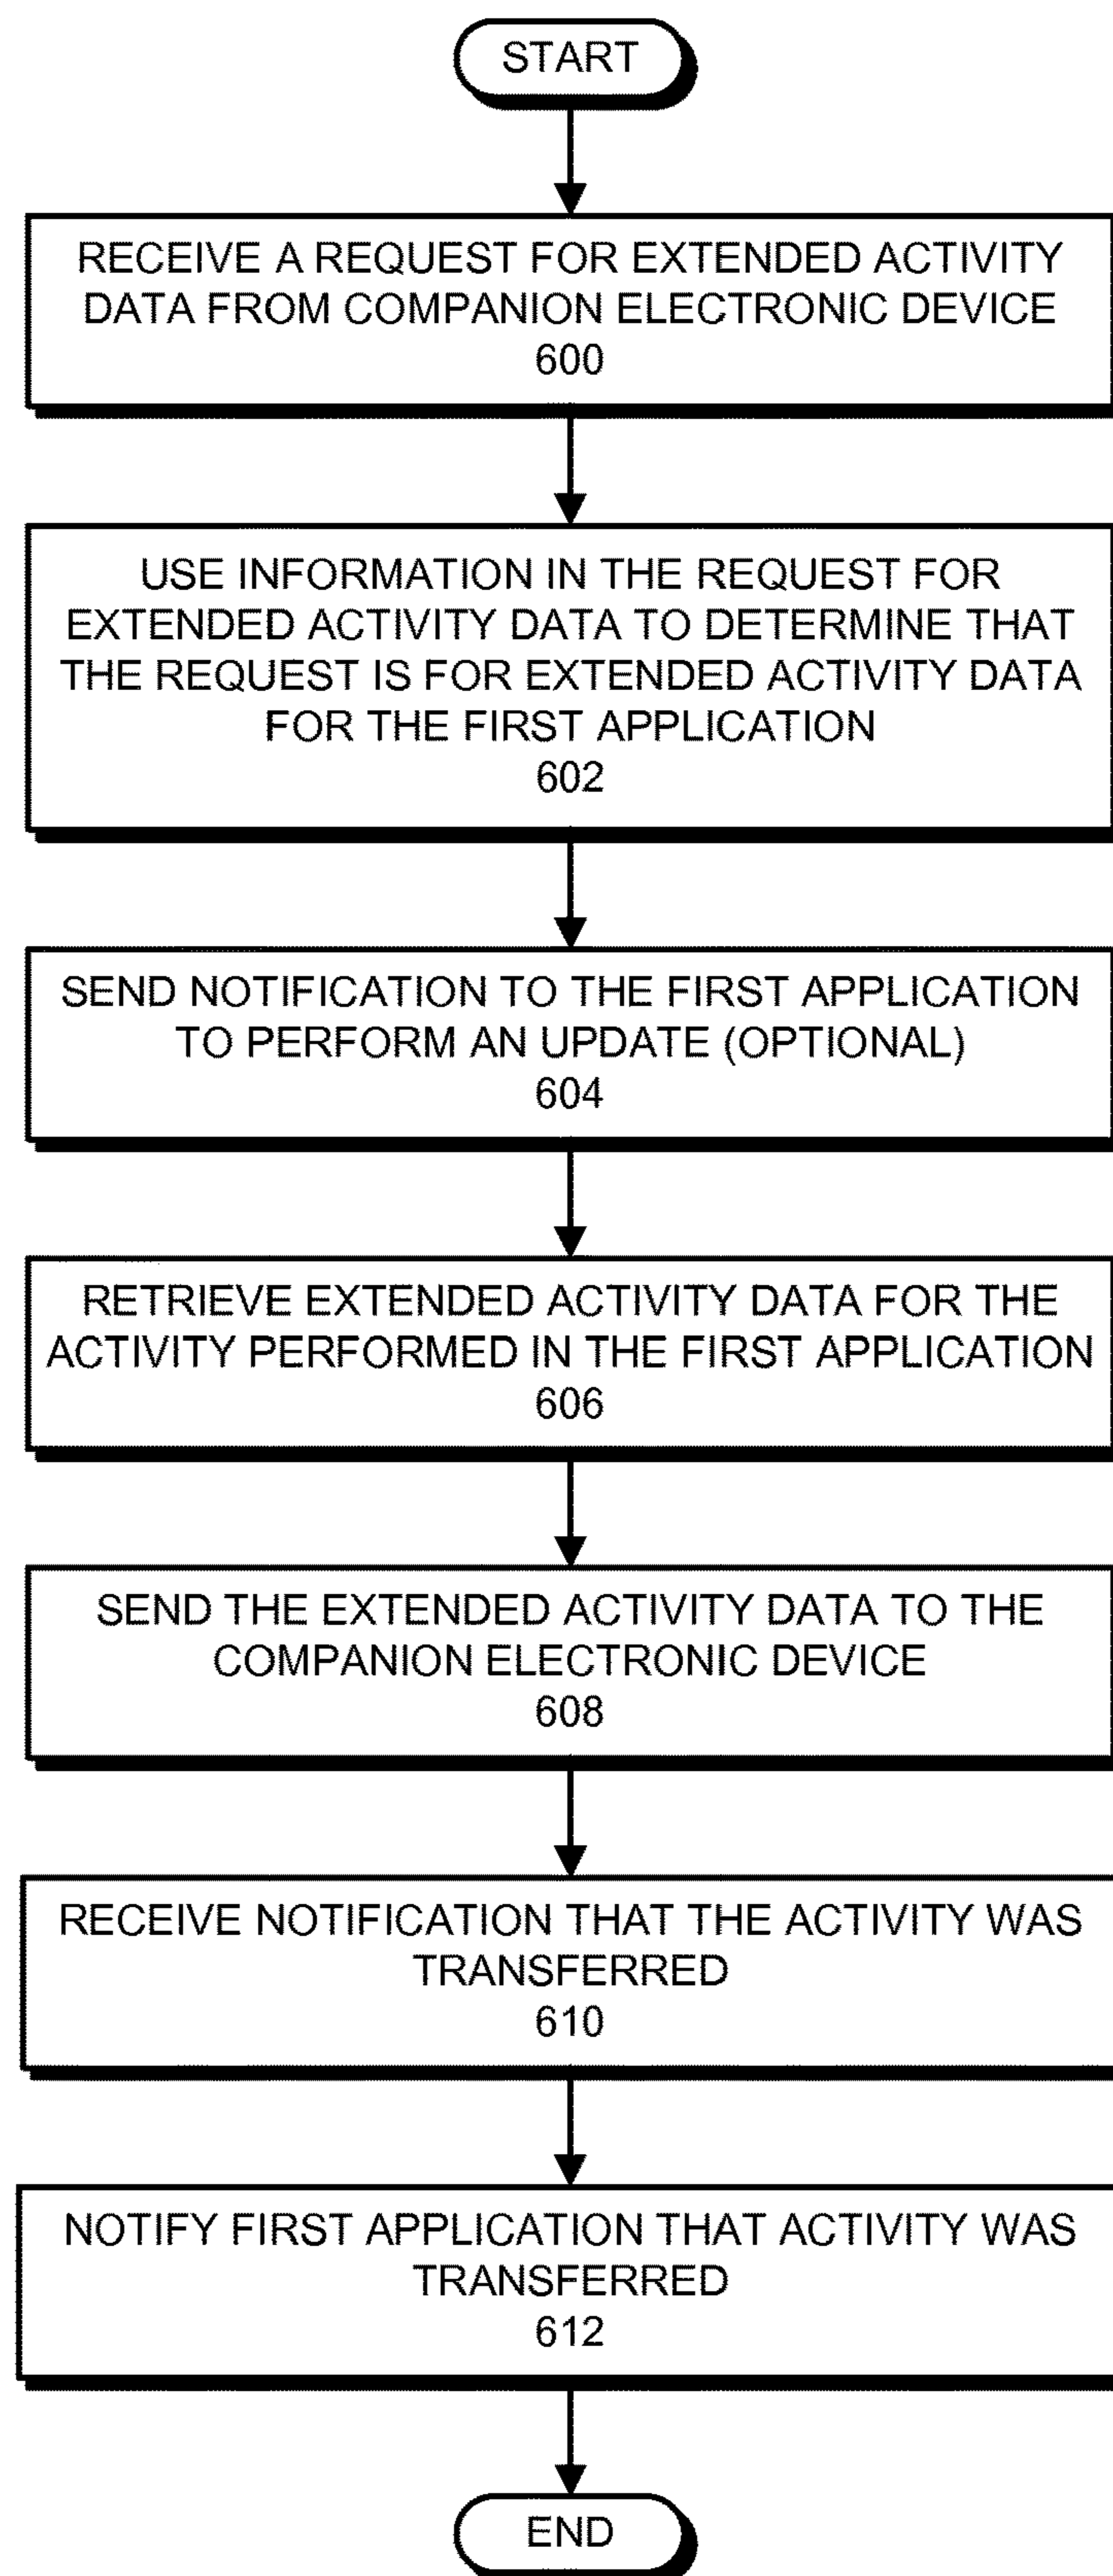 START
RECEIVE A REQUEST FOR EXTENDED ACTIVITY
DATA FROM COMPANION ELECTRONIC DEVICE
600
USE INFORMATION IN THE REQUEST FOR
EXTENDED ACTIVITY DATA TO DETERMINE THAT
THE REQUEST IS FOR EXTENDED ACTIVITY DATA
FOR THE FIRST APPLICATION
602
SEND NOTIFICATION TO THE FIRST APPLICATION
TO PERFORM AN UPDATE (OPTIONAL)
604
RETRIEVE EXTENDED ACTIVITY DATA FOR THE
ACTIVITY PERFORMED IN THE FIRST APPLICATION
606
SEND THE EXTENDED ACTIVITY DATA TO THE
COMPANION ELECTRONIC DEVICE
608
RECEIVE NOTIFICATION THAT THE ACTIVITY WAS
TRANSFERRED
610
NOTIFY FIRST APPLICATION THAT ACTIVITY WAS
TRANSFERRED
612
END